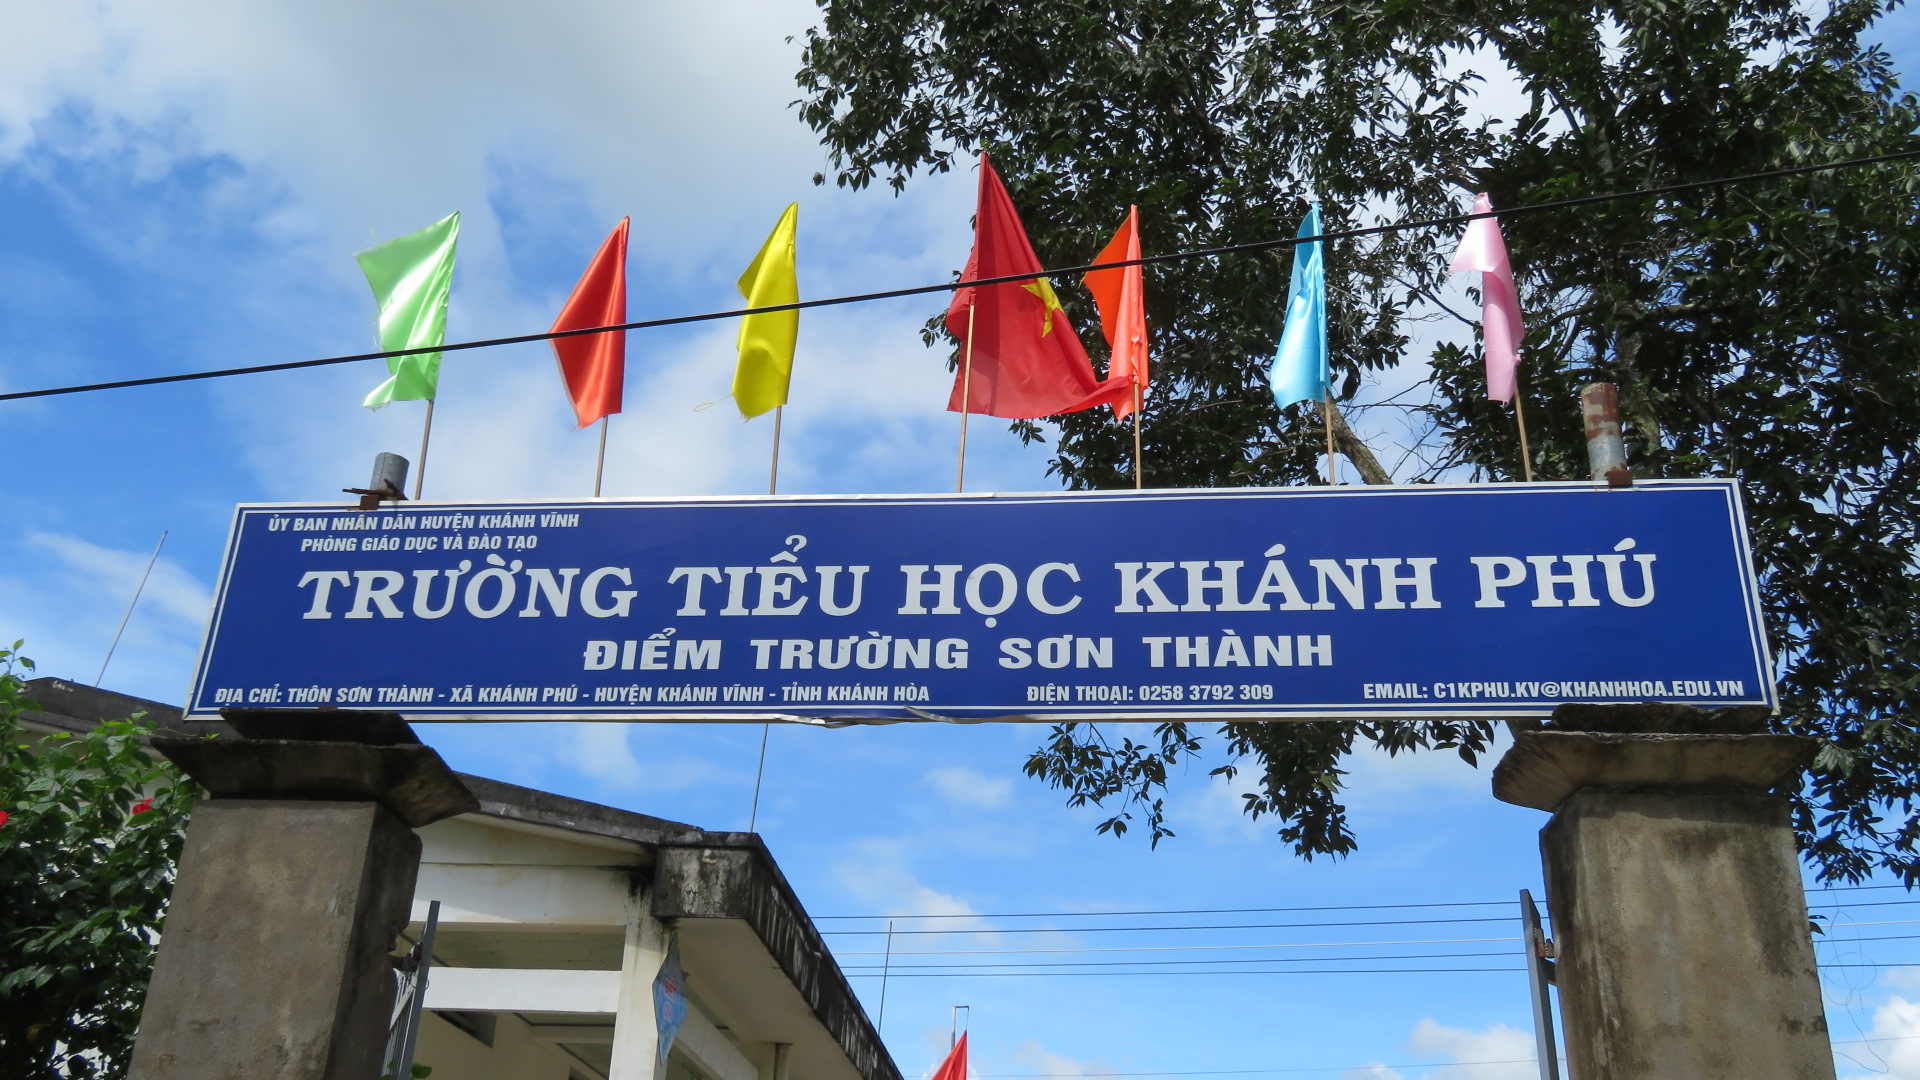 ỦY BAN NHÂN DÂN HUYỆN KHÁNH VĨNH
PHÒNG GIÁO DỤC VÀ ĐÀO TẠO
TRƯỜNG TIỂU HỌC KHÁNH PHÚ
ĐIỂM TRƯỜNG SƠN THÀNH
ĐỊA CHỈ: THÔN SƠN THÀNH - XÃ KHÁNH PHÚ - HUYỆN KHÁNH VĨNH - TỈNH KHÁNH HÒA ĐIỆN THOẠI: 0258 3792 309 EMAIL: C1KPHU.KV@KHANHHOA.EDU.VN